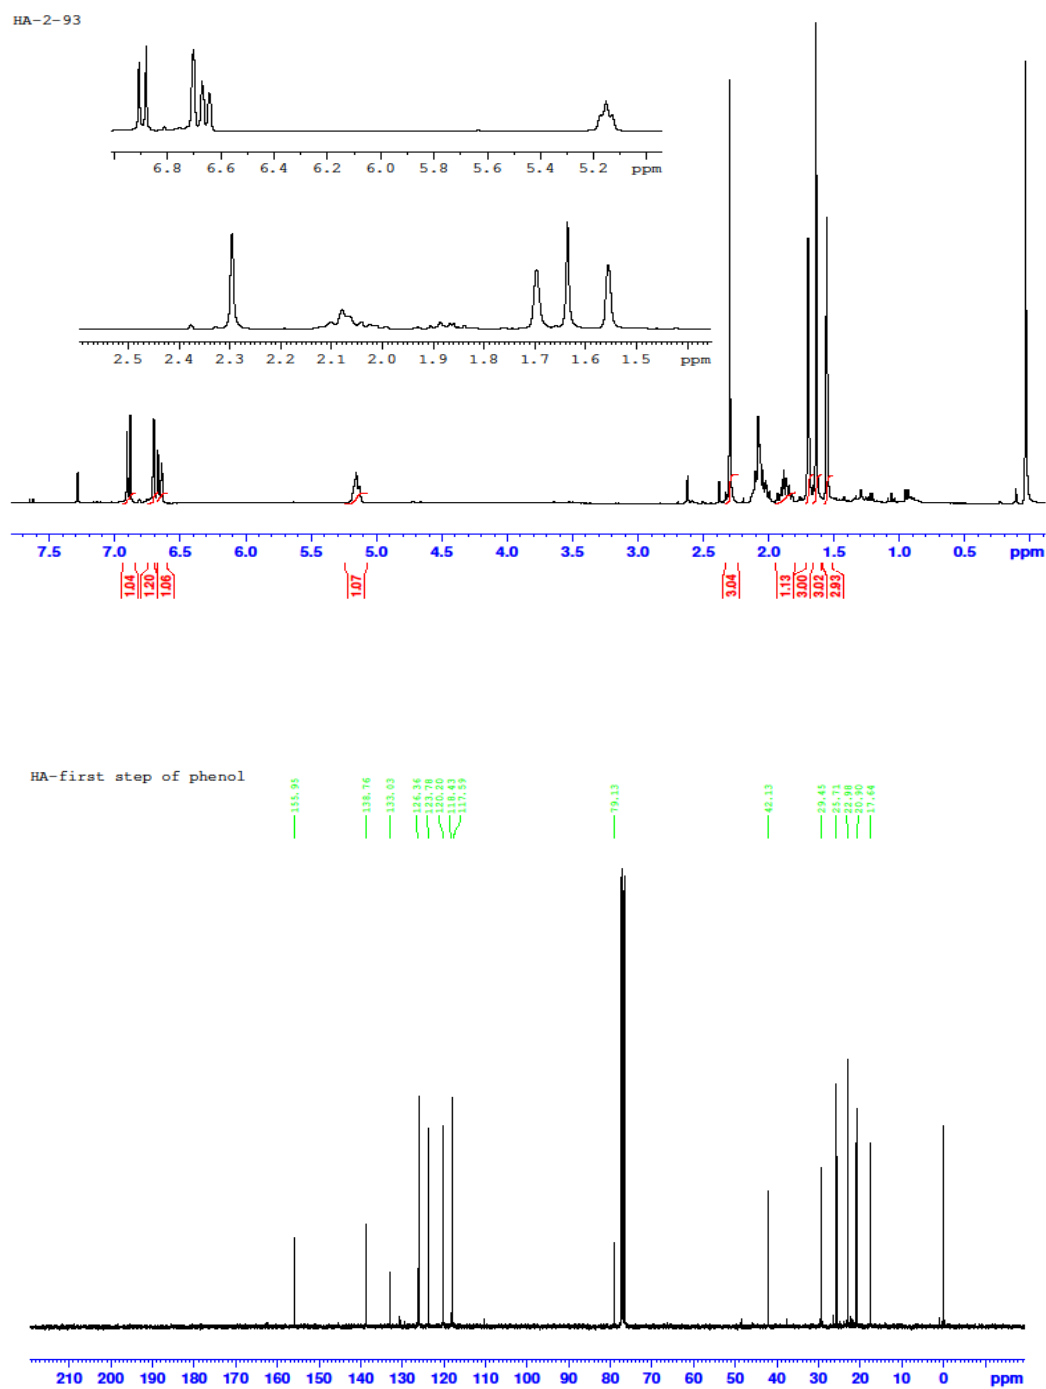 HA-2-93
6.8 6.6 6.4 6.2 6.0 5.8 5.6 5.4 5.2 ppm
2.5 2.4 2.3 2.2 2.1 2.0 1.9 1.8 1.7 1.6 1.5 ppm
7.5 7.0 6.5 6.0 5.5 5.0 4.5 4.0 3.5 3.0 2.5 2.0 1.5 1.0 0.5 ppm
1.04 1.20 1.06 1.07 3.04 1.13 3.00 3.02 2.93
HA-first step of phenol
155.95 138.76 133.03 126.36 123.78 120.20 118.43 117.59 79.13 42.13 29.45 25.71 22.98 20.90 17.64
210 200 190 180 170 160 150 140 130 120 110 100 90 80 70 60 50 40 30 20 10 0 ppm